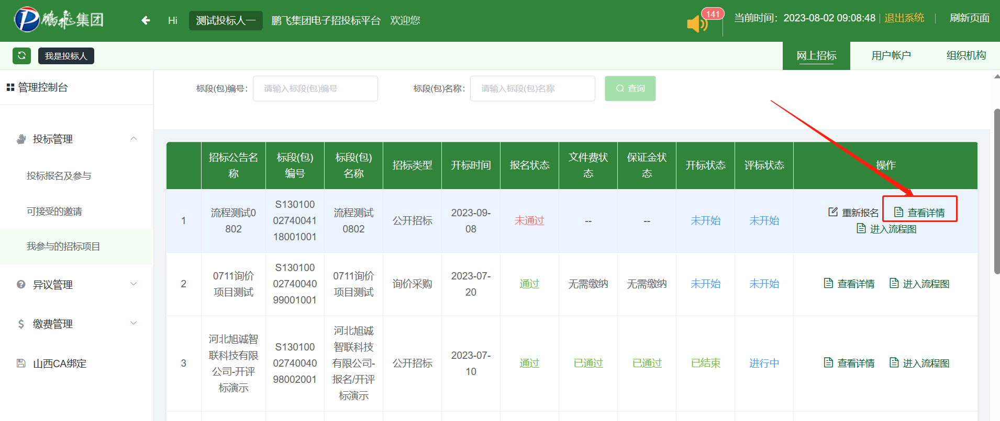 鹏飞集团
Hi 测试投标人一 鹏飞集团电子招投标平台 欢迎您
141
当前时间：2023-08-02 09:08:48 退出系统 刷新页面
我是投标人
网上招标 用户帐户 组织机构
管理控制台
标段(包)编号： 请输入标段(包)编号 标段(包)名称： 请输入标段(包)名称 查询
投标管理
投标报名及参与
可接受的邀请
我参与的招标项目
异议管理
缴费管理
山西CA绑定
招标公告名
称
标段(包)
编号
标段(包)
名称
招标类型
开标时间
报名状态
文件费状
态
保证金状
态
开标状态
评标状态
操作
1
流程测试0
802
S130100
02740041
18001001
流程测试
0802
公开招标
2023-09-
08
未通过
--
--
未开始
未开始
重新报名 查看详情
进入流程图
2
0711询价
项目测试
S130100
02740040
99001001
0711询价
项目测试
询价采购
2023-07-
20
通过
无需缴纳
无需缴纳
未开始
未开始
查看详情 进入流程图
3
河北旭诚智
联科技有限
公司-开评
标演示
S130100
02740040
98002001
河北旭诚
智联科技
有限公司-
报名/开评
标演示
公开招标
2023-07-
10
通过
已通过
已通过
已结束
进行中
查看详情 进入流程图